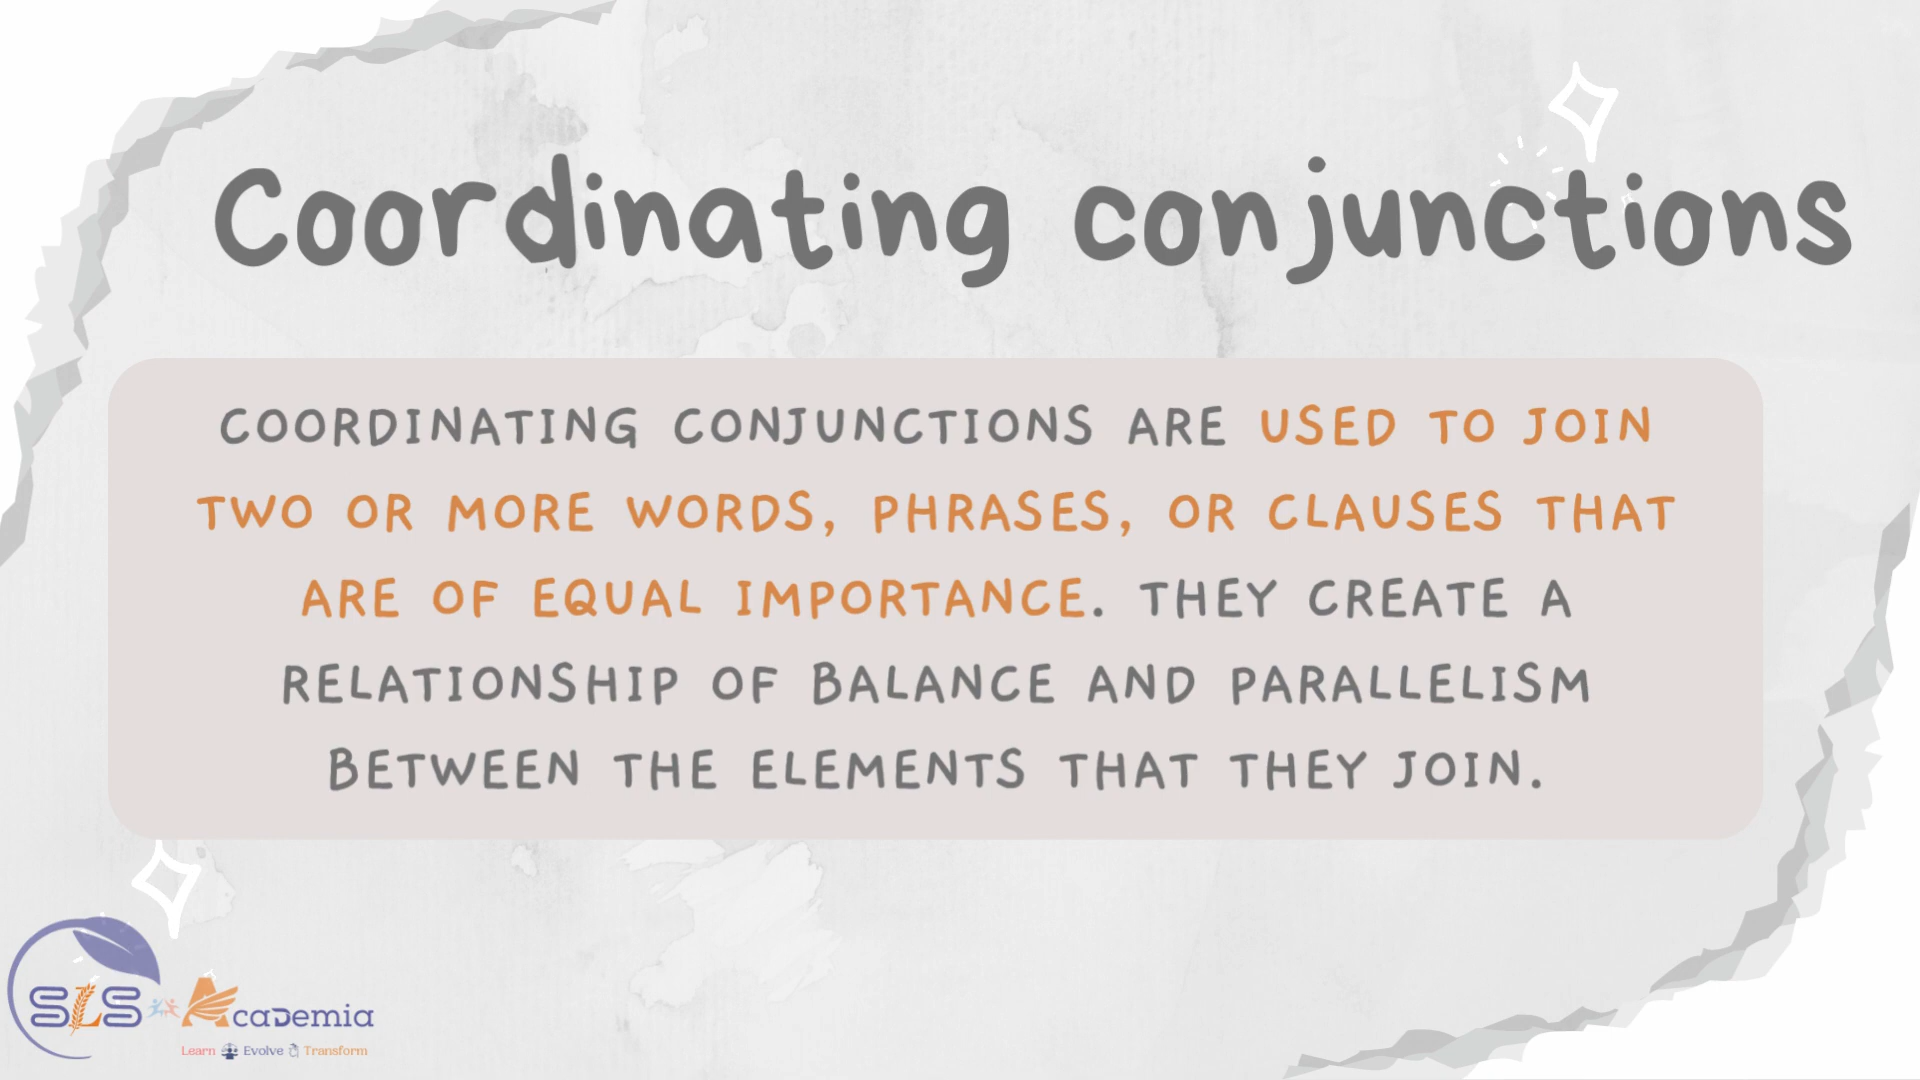 Coordinating conjunctions
COORDINATING CONJUNCTIONS ARE USED TO JOIN
TWO OR MORE WORDS, PHRASES, OR CLAUSES THAT
ARE OF EQUAL IMPORTANCE. THEY CREATE A
RELATIONSHIP OF BALANCE AND PARALLELISM
BETWEEN THE ELEMENTS THAT THEY JOIN.
SLS AcaDemia
Learn Evolve Transform